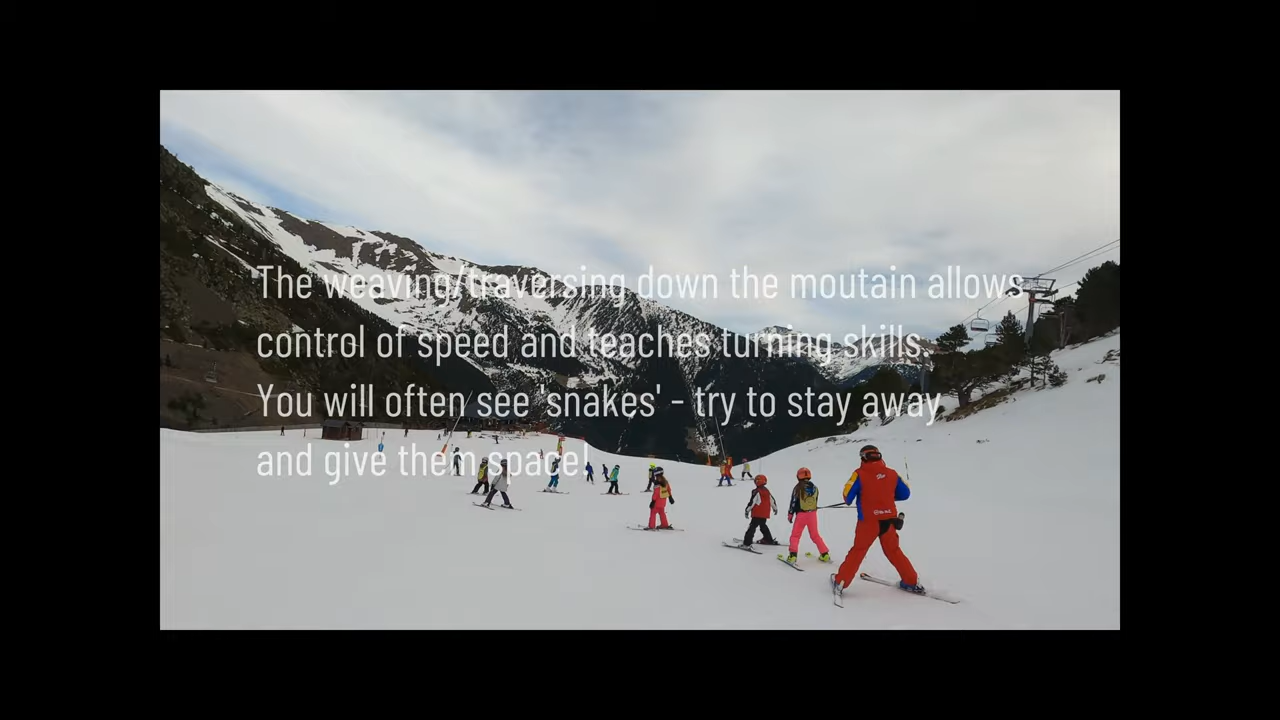 The weaving/traversing down the moutain allows
control of speed and teaches turning skills.
You will often see 'snakes' - try to stay away
and give them space!